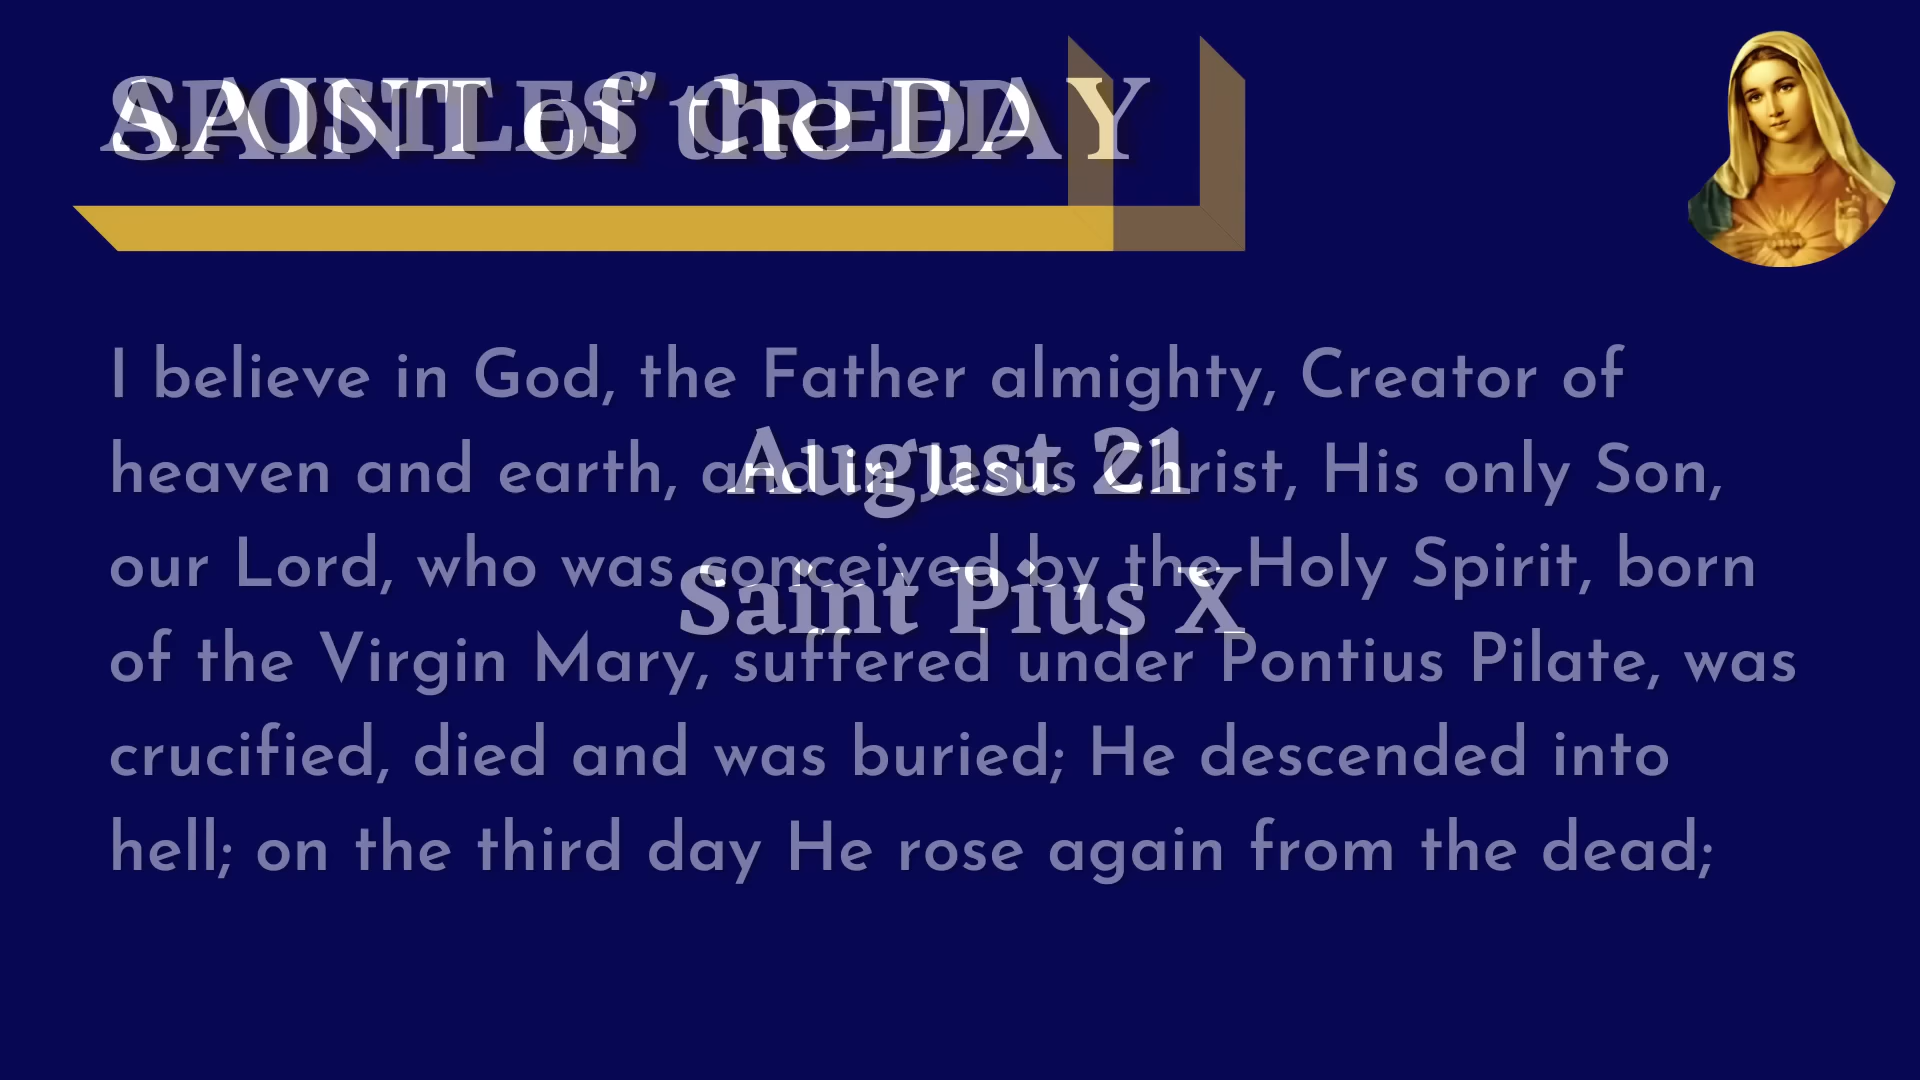 SAINT of the DAY
APOSTLES' CREED
August 21
Saint Pius X
I believe in God, the Father almighty, Creator of
heaven and earth, and in Jesus Christ, His only Son,
our Lord, who was conceived by the Holy Spirit, born
of the Virgin Mary, suffered under Pontius Pilate, was
crucified, died and was buried; He descended into
hell; on the third day He rose again from the dead;